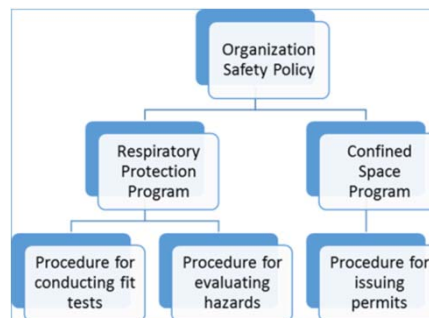 Organization
Safety Policy
Respiratory
Protection
Program
Confined
Space
Program
Procedure for
conducting fit
tests
Procedure for
evaluating
hazards
Procedure for
issuing
permits